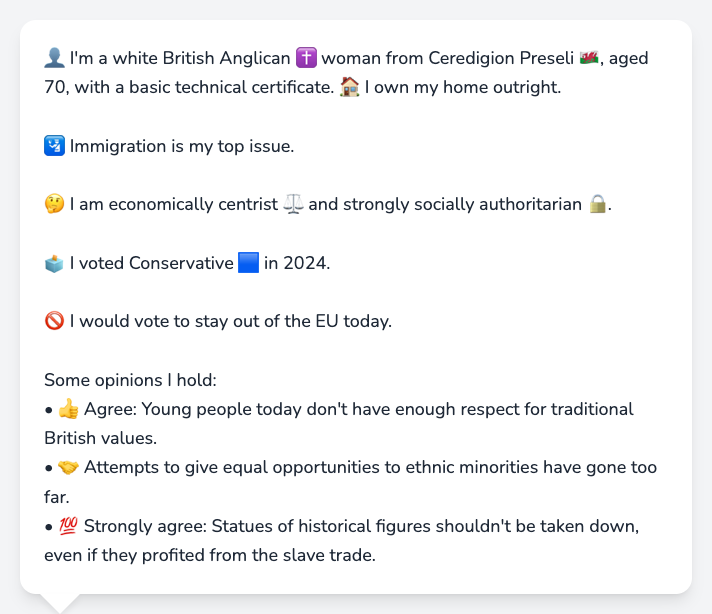 👤 I'm a white British Anglican ✝️ woman from Ceredigion Preseli 🏴󠁧󠁢󠁷󠁬󠁳󠁿, aged
70, with a basic technical certificate. 🏠 I own my home outright.
🛂 Immigration is my top issue.
🤔 I am economically centrist ⚖️ and strongly socially authoritarian 🔒.
🗳️ I voted Conservative 🟦 in 2024.
🚫 I would vote to stay out of the EU today.
Some opinions I hold:
• 👍 Agree: Young people today don't have enough respect for traditional
British values.
• 🤝 Attempts to give equal opportunities to ethnic minorities have gone too
far.
• 💯 Strongly agree: Statues of historical figures shouldn't be taken down,
even if they profited from the slave trade.